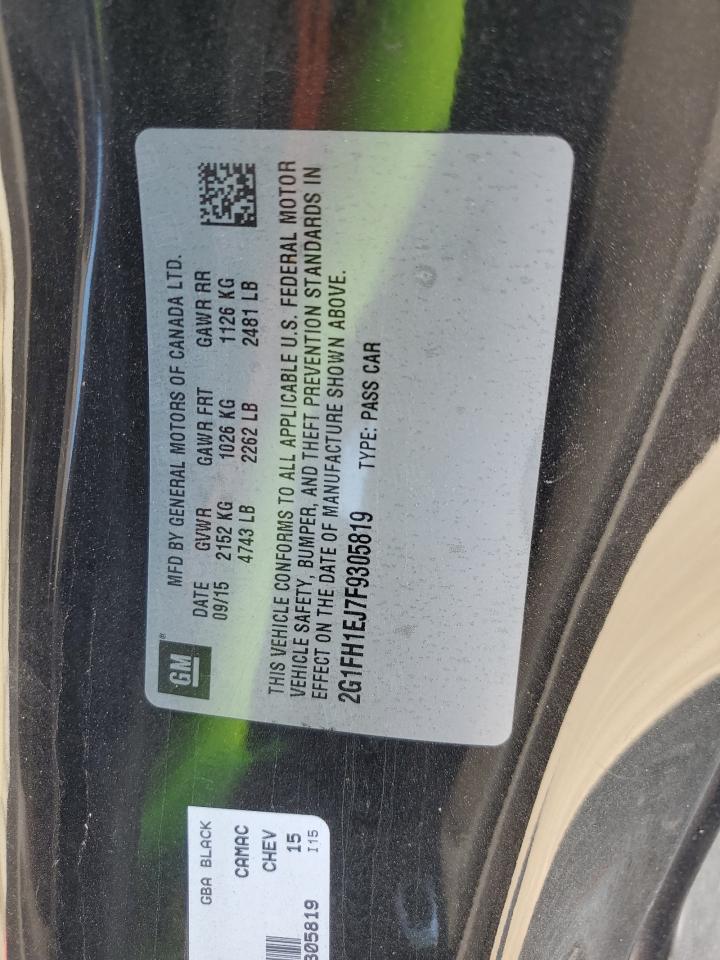 GM®
MFD BY GENERAL MOTORS OF CANADA LTD.
DATE GVWR GAWR FRT GAWR RR
09/15 2152 KG 1026 KG 1126 KG
4743 LB 2262 LB 2481 LB
THIS VEHICLE CONFORMS TO ALL APPLICABLE U.S. FEDERAL MOTOR
VEHICLE SAFETY, BUMPER, AND THEFT PREVENTION STANDARDS IN
EFFECT ON THE DATE OF MANUFACTURE SHOWN ABOVE.
2G1FH1EJ7F9305819 TYPE: PASS CAR
GBA BLACK
CAMAC
CHEV
15
I15
305819